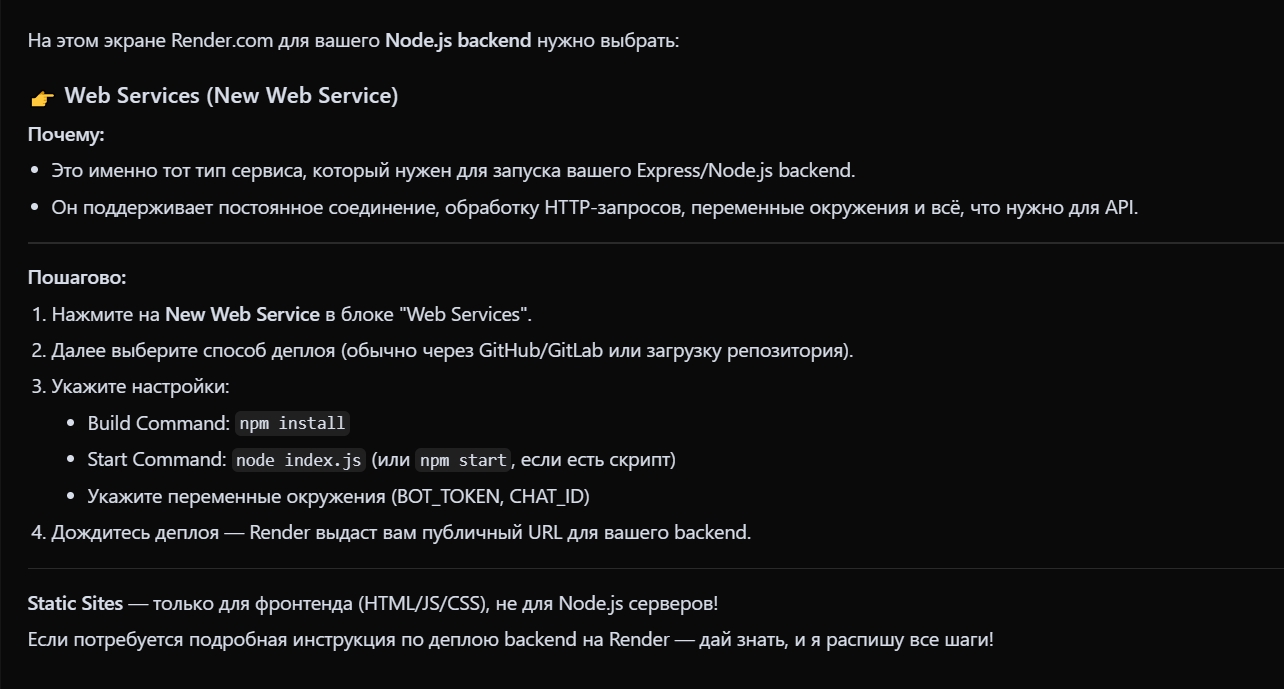 На этом экране Render.com для вашего Node.js backend нужно выбрать:
👉 Web Services (New Web Service)
Почему:
• Это именно тот тип сервиса, который нужен для запуска вашего Express/Node.js backend.
• Он поддерживает постоянное соединение, обработку HTTP-запросов, переменные окружения и всё, что нужно для API.
Пошагово:
1. Нажмите на New Web Service в блоке "Web Services".
2. Далее выберите способ деплоя (обычно через GitHub/GitLab или загрузку репозитория).
3. Укажите настройки:
• Build Command: npm install
• Start Command: node index.js (или npm start, если есть скрипт)
• Укажите переменные окружения (BOT_TOKEN, CHAT_ID)
4. Дождитесь деплоя — Render выдаст вам публичный URL для вашего backend.
Static Sites — только для фронтенда (HTML/JS/CSS), не для Node.js серверов!
Если потребуется подробная инструкция по деплою backend на Render — дай знать, и я распишу все шаги!